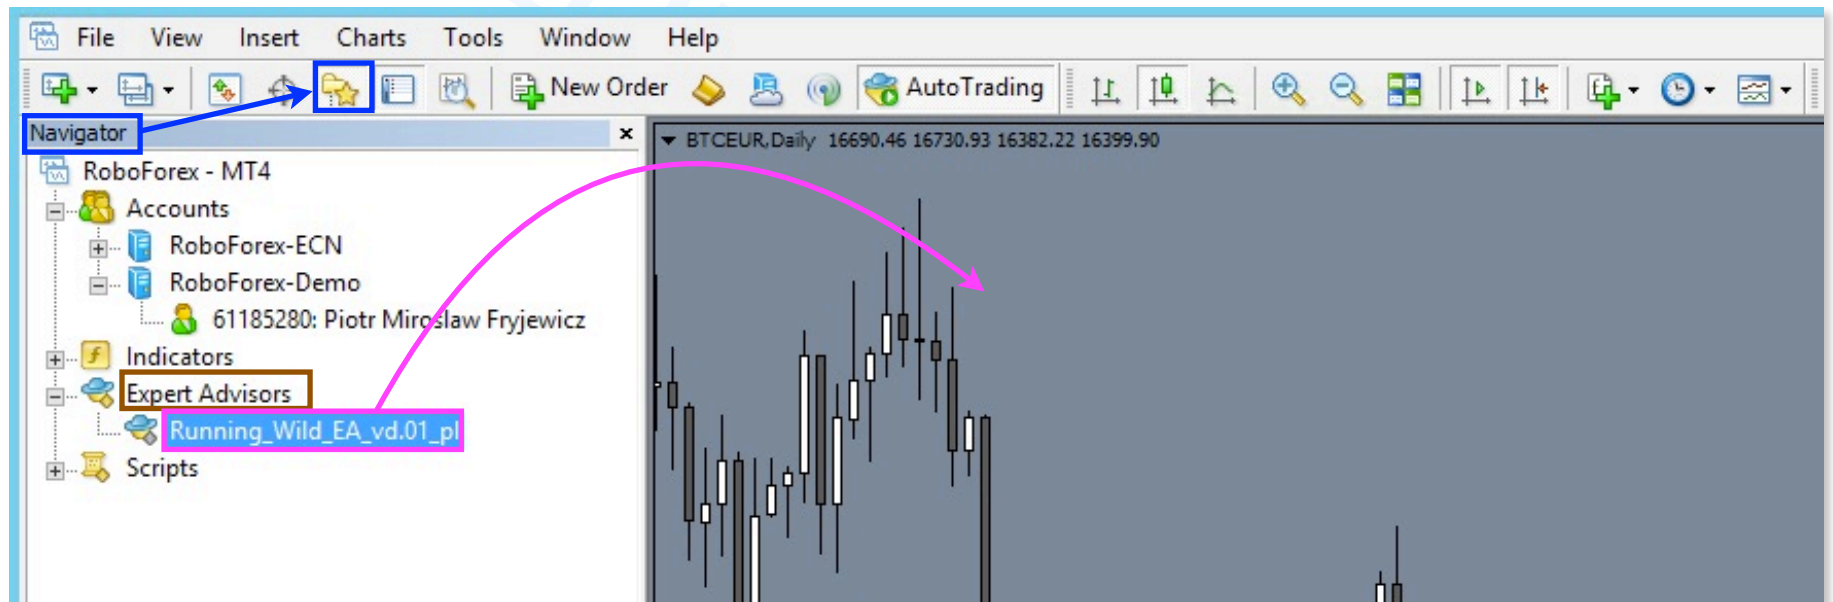 File View Insert Charts Tools Window Help
New Order AutoTrading
Navigator
RoboForex - MT4
Accounts
RoboForex-ECN
RoboForex-Demo
61185280: Piotr Miroslaw Fryjewicz
Indicators
Expert Advisors
Running_Wild_EA_vd.01_pl
Scripts
BTCEUR,Daily 16690.46 16730.93 16382.22 16399.90